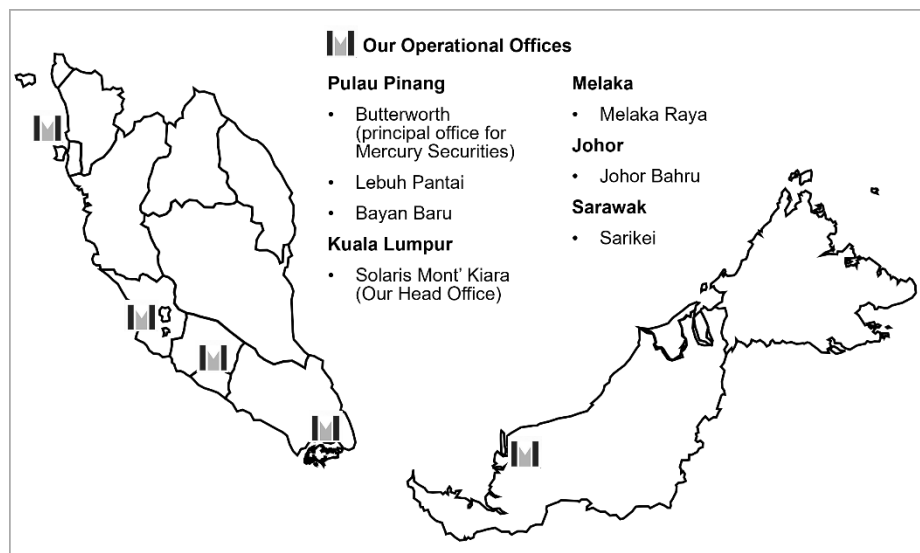 Our Operational Offices
Pulau Pinang
• Butterworth
(principal office for
Mercury Securities)
• Lebuh Pantai
• Bayan Baru
Kuala Lumpur
• Solaris Mont’ Kiara
(Our Head Office)
Melaka
• Melaka Raya
Johor
• Johor Bahru
Sarawak
• Sarikei